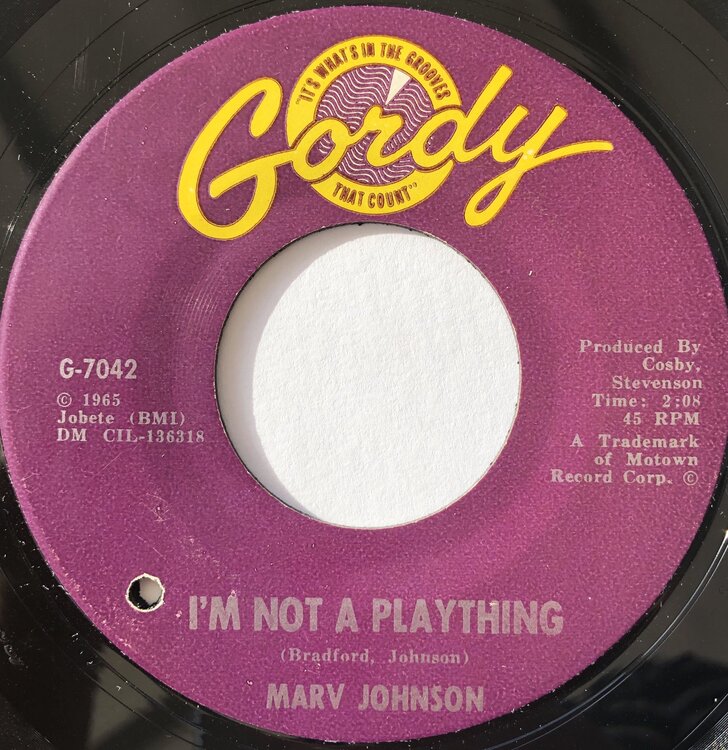 "IT'S WHAT'S IN THE GROOVES
Gordy
THAT COUNT"
G-7042
© 1965
Jobete (BMI)
DM CIL-136318
Produced By
Cosby,
Stevenson
Time: 2:08
45 RPM
A Trademark
of Motown
Record Corp. ©
I'M NOT A PLAYTHING
(Bradford, Johnson)
MARV JOHNSON